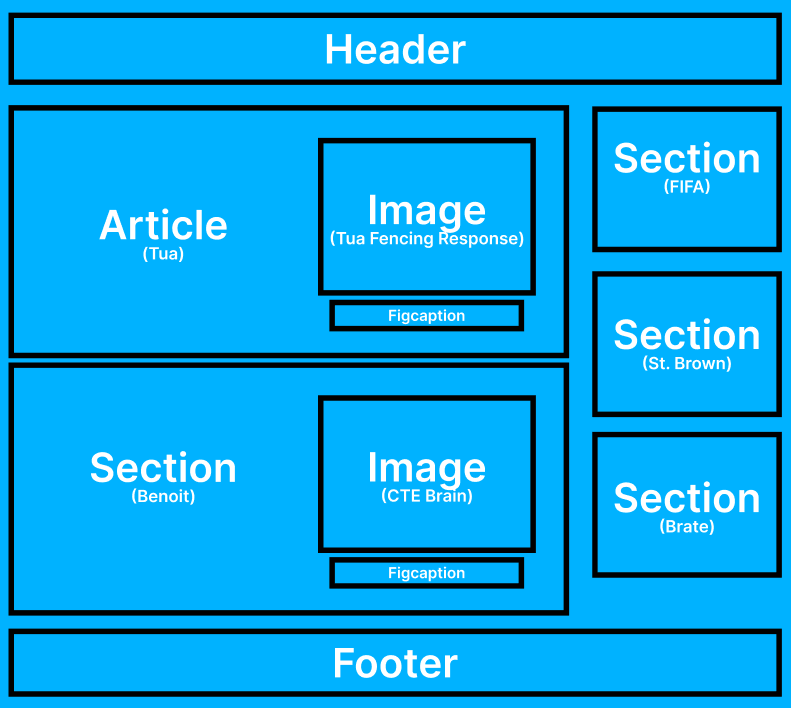 Header
Article
(Tua)
Image
(Tua Fencing Response)
Figcaption
Section
(FIFA)
Section
(St. Brown)
Section
(Benoit)
Image
(CTE Brain)
Figcaption
Section
(Brate)
Footer